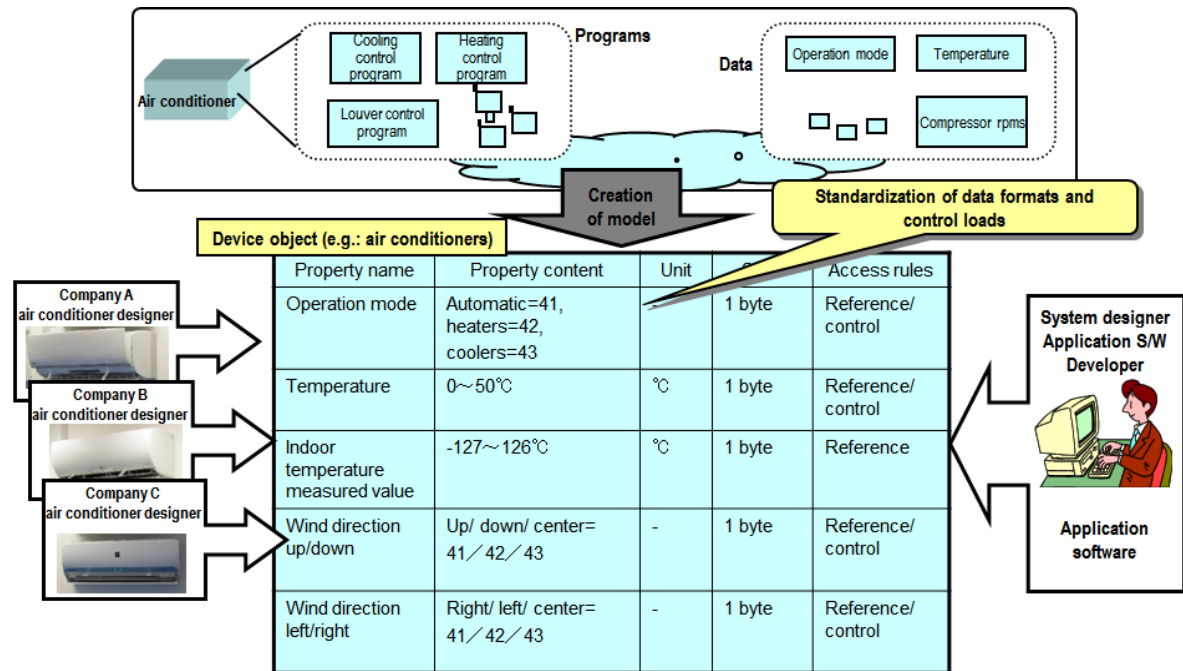 Programs
Cooling
control
program
Heating
control
program
Louver control
program
Air conditioner
Data
Operation mode
Temperature
Compressor rpms
Creation
of model
Standardization of data formats and
control loads
Device object (e.g.: air conditioners)
Property name Property content Unit Access rules
Operation mode Automatic=41, - 1 byte Reference/
heaters=42, control
coolers=43
Temperature 0～50℃ ℃ 1 byte Reference/
control
Indoor -127～126℃ ℃ 1 byte Reference
temperature
measured value
Wind direction Up/ down/ center= - 1 byte Reference/
up/down 41／42／43 control
Wind direction Right/ left/ center= - 1 byte Reference/
left/right 41／42／43 control
Company A
air conditioner designer
Company B
air conditioner designer
Company C
air conditioner designer
System designer
Application S/W
Developer
Application
software